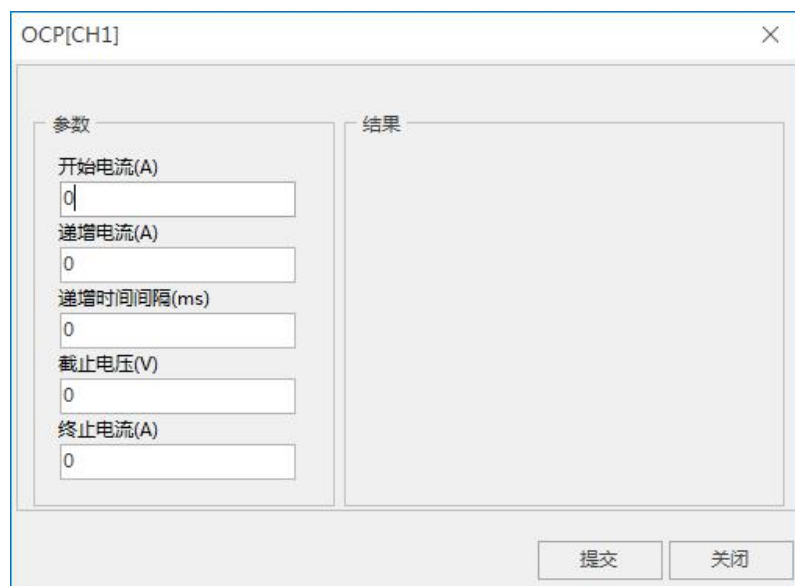 OCP[CH1]
参数
开始电流(A)
0
递增电流(A)
0
递增时间间隔(ms)
0
截止电压(V)
0
终止电流(A)
0
结果
提交
关闭